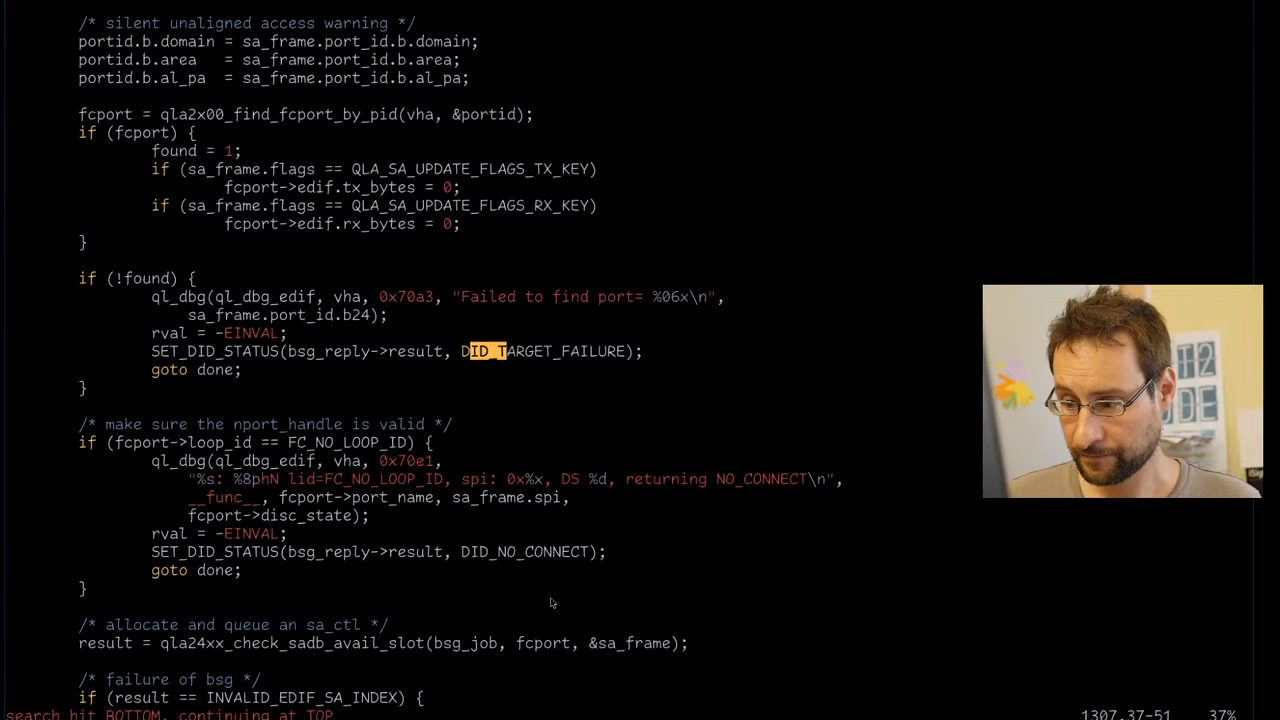 /* silent unaligned access warning */
portid.b.domain = sa_frame.port_id.b.domain;
portid.b.area   = sa_frame.port_id.b.area;
portid.b.al_pa  = sa_frame.port_id.b.al_pa;
fcport = qla2x00_find_fcport_by_pid(vha, &portid);
if (fcport) {
found = 1;
if (sa_frame.flags == QLA_SA_UPDATE_FLAGS_TX_KEY)
fcport->edif.tx_bytes = 0;
if (sa_frame.flags == QLA_SA_UPDATE_FLAGS_RX_KEY)
fcport->edif.rx_bytes = 0;
}
if (!found) {
ql_dbg(ql_dbg_edif, vha, 0x70a3, "Failed to find port= %06x\n",
sa_frame.port_id.b24);
rval = -EINVAL;
SET_DID_STATUS(bsg_reply->result, DID_TARGET_FAILURE);
goto done;
}
/* make sure the nport_handle is valid */
if (fcport->loop_id == FC_NO_LOOP_ID) {
ql_dbg(ql_dbg_edif, vha, 0x70e1,
"%s: %8phN lid=FC_NO_LOOP_ID, spi: 0x%x, DS %d, returning NO_CONNECT\n",
__func__, fcport->port_name, sa_frame.spi,
fcport->disc_state);
rval = -EINVAL;
SET_DID_STATUS(bsg_reply->result, DID_NO_CONNECT);
goto done;
}
/* allocate and queue an sa_ctl */
result = qla24xx_check_sadb_avail_slot(bsg_job, fcport, &sa_frame);
/* failure of bsg */
if (result == INVALID_EDIF_SA_INDEX) {
search hit BOTTOM, continuing at TOP 1307,37-51 37%